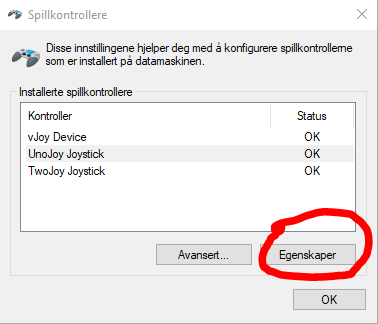 Spillkontrollere
Disse innstillingene hjelper deg med å konfigurere spillkontrollerne
som er installert på datamaskinen.
Installerte spillkontrollere
Kontroller Status
vJoy Device OK
UnoJoy Joystick OK
TwoJoy Joystick OK
Avansert... Egenskaper
OK